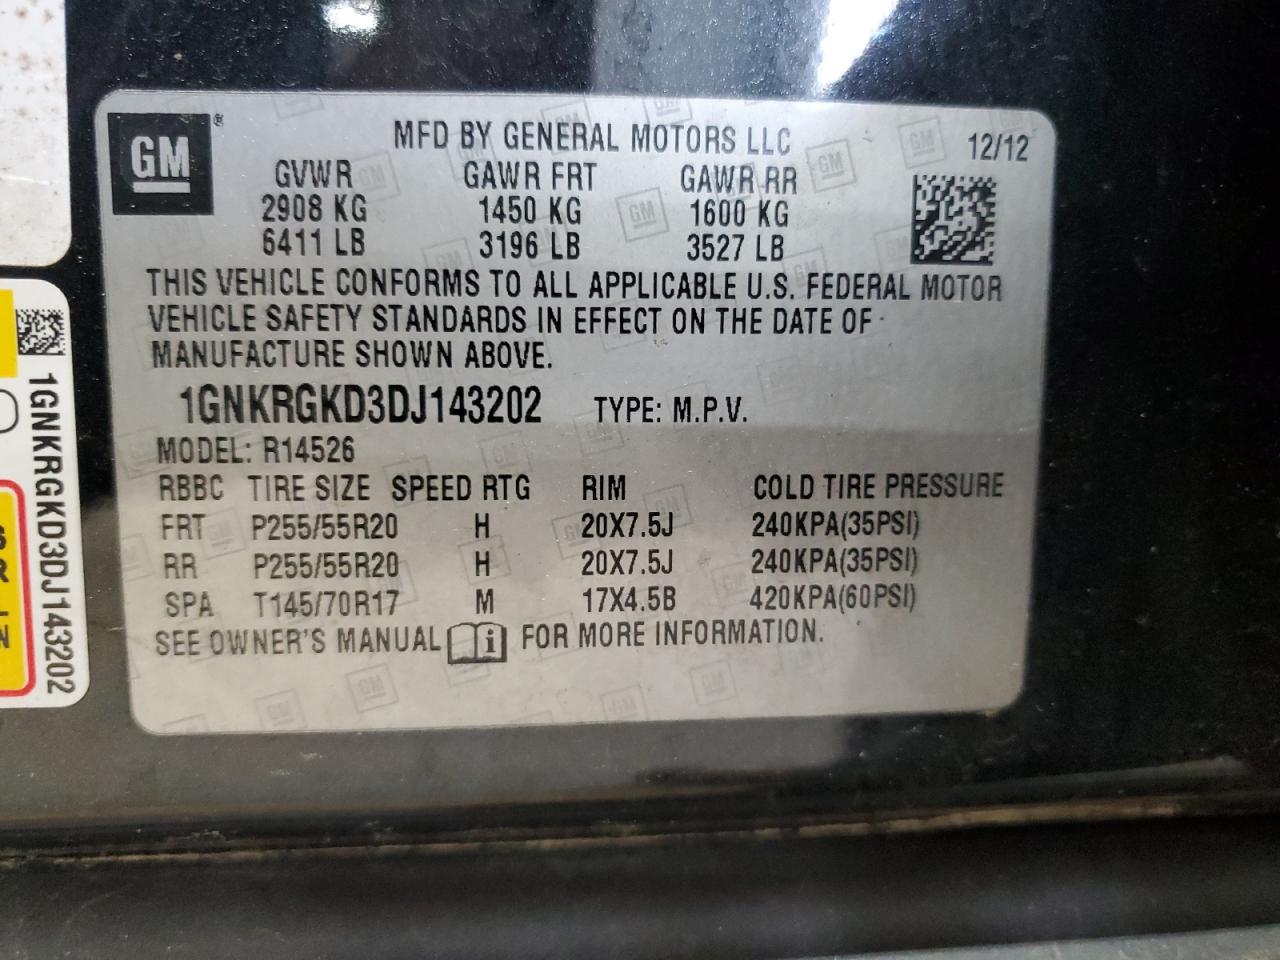 GM®
MFD BY GENERAL MOTORS LLC 12/12
GVWR GAWR FRT GAWR RR
2908 KG 1450 KG 1600 KG
6411 LB 3196 LB 3527 LB
THIS VEHICLE CONFORMS TO ALL APPLICABLE U.S. FEDERAL MOTOR
VEHICLE SAFETY STANDARDS IN EFFECT ON THE DATE OF
MANUFACTURE SHOWN ABOVE.
1GNKRGKD3DJ143202 TYPE: M.P.V.
MODEL: R14526
RBBC TIRE SIZE SPEED RTG RIM COLD TIRE PRESSURE
FRT P255/55R20 H 20X7.5J 240KPA(35PSI)
RR P255/55R20 H 20X7.5J 240KPA(35PSI)
SPA T145/70R17 M 17X4.5B 420KPA(60PSI)
SEE OWNER'S MANUAL i FOR MORE INFORMATION.
1GNKRGKD3DJ143202